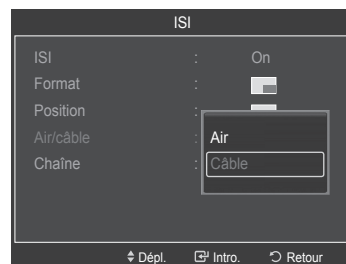 ISI
ISI : On
Format :
Position :
Air/câble : Air
Chaîne : Câble
Dépl. Intro. Retour